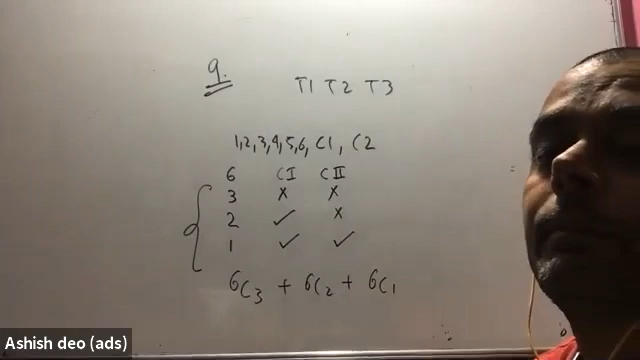 9.
T1 T2 T3
1,2,3,4,5,6, C1, C2
6 CI CII
3 x x
2 ✓ x
1 ✓ ✓
6C3 + 6C2 + 6C1
Ashish deo (ads)